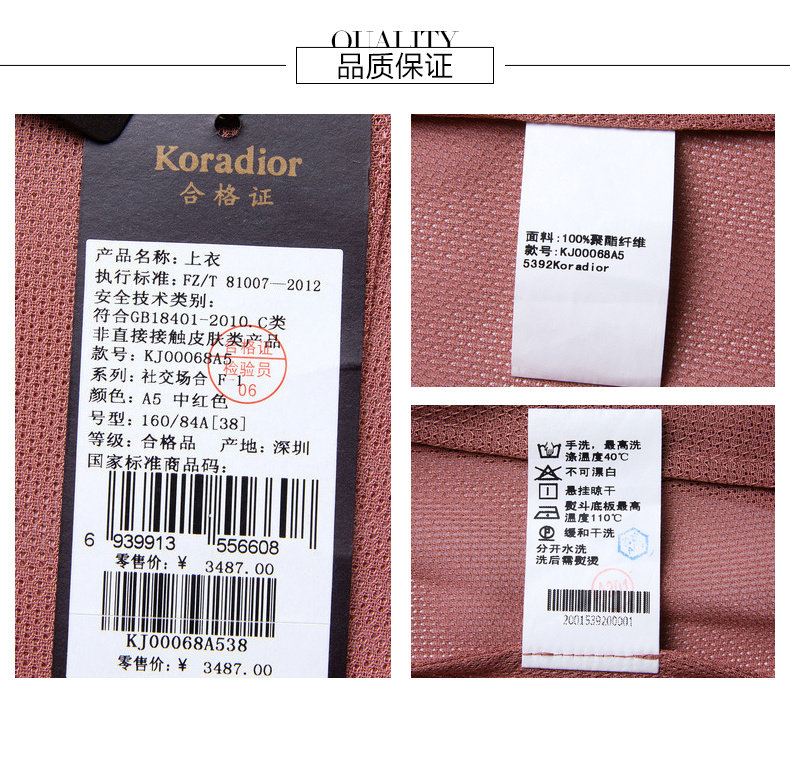 QUALITY
品质保证
Koradior
合格证
产品名称: 上衣
执行标准: FZ/T 81007—2012
安全技术类别:
符合GB18401-2010.C类
非直接接触皮肤类产品
款号: KJ00068A5
系列: 社交场合 F-1
颜色: A5 中红色
号型: 160/84A[38]
等级: 合格品 产地: 深圳
国家标准商品码:
合格证
检验员
06
6 939913 556608
零售价: ¥ 3487.00
KJ00068A538
零售价: ¥ 3487.00
面料: 100%聚酯纤维
款号: KJ00068A5
5392Koradior
手洗，最高洗
涤温度40℃
不可漂白
悬挂晾干
熨斗底板最高
温度110℃
P 缓和干洗
分开水洗
洗后需熨烫
2001539200001